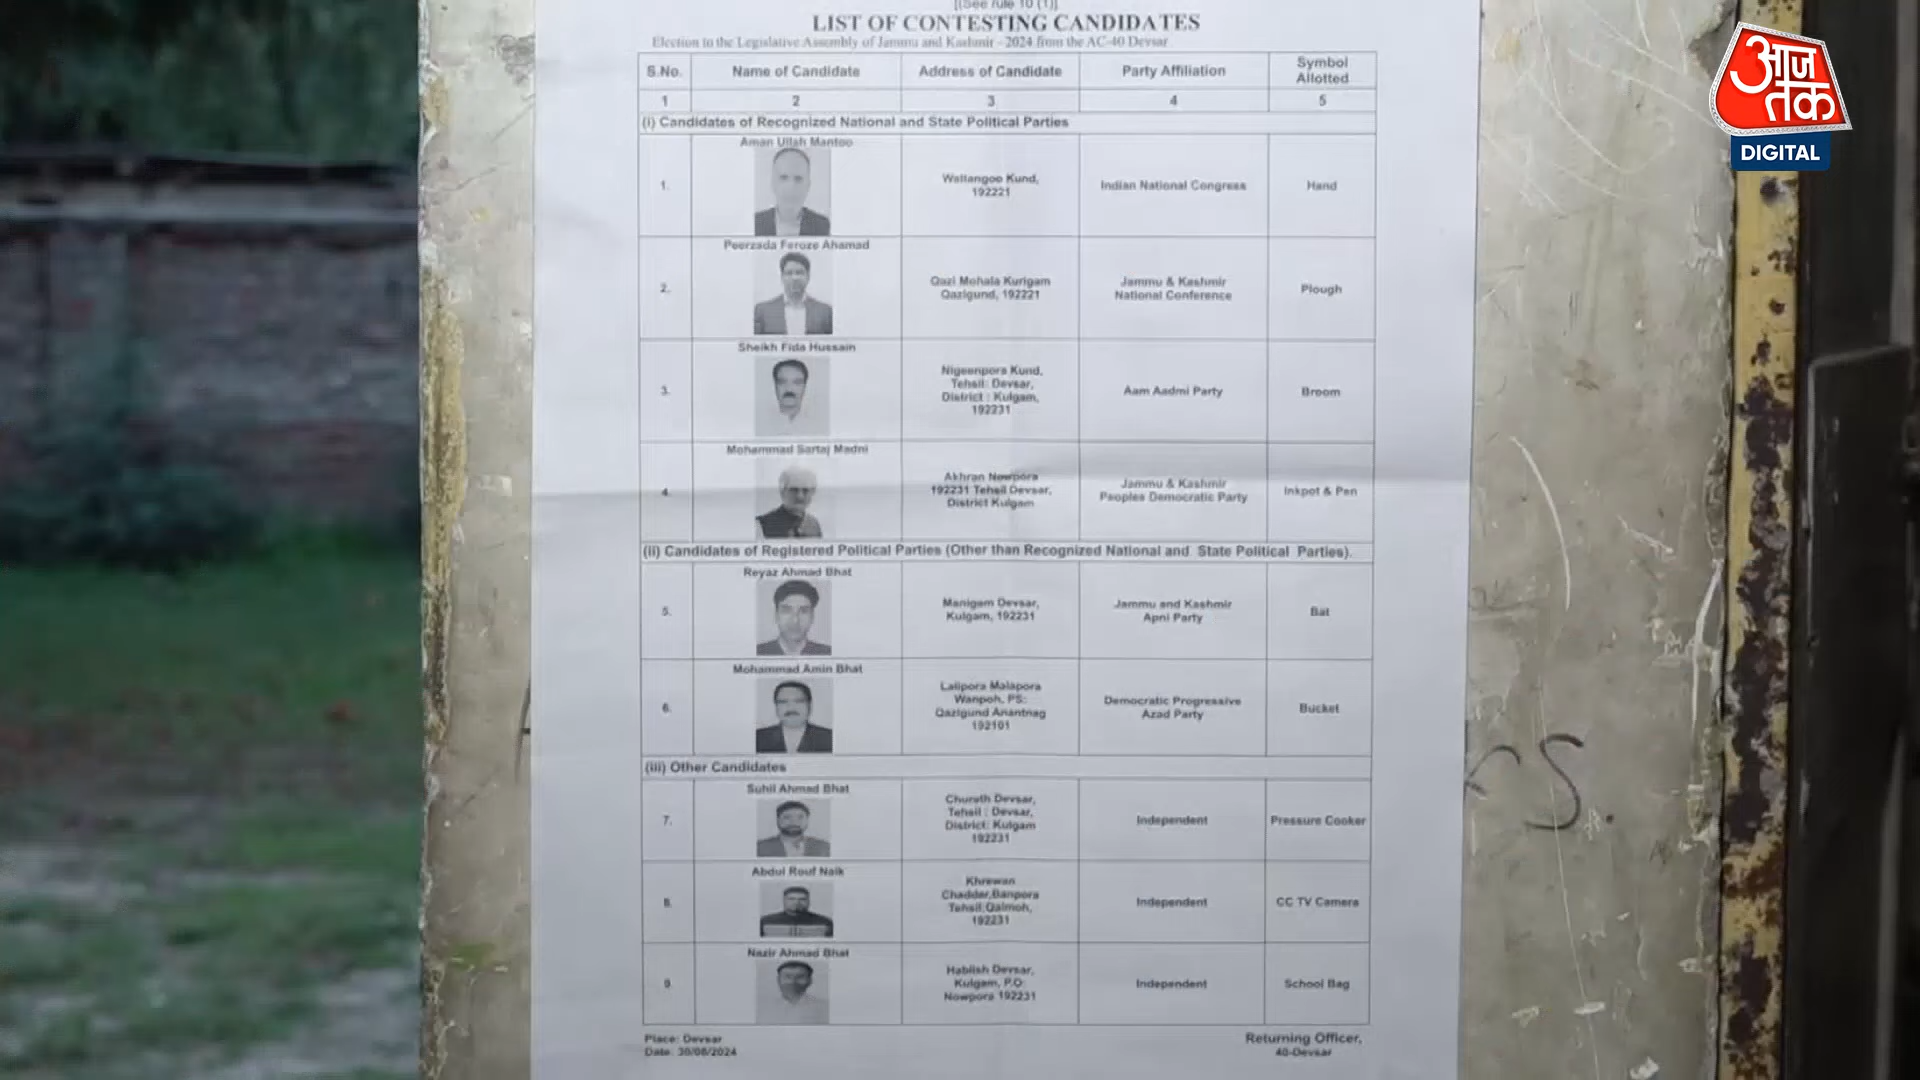 [(See rule 10 (1)]
LIST OF CONTESTING CANDIDATES
Election to the Legislative Assembly of Jammu and Kashmir - 2024 from the AC-40 Devsar
S.No. Name of Candidate Address of Candidate Party Affiliation Symbol Allotted
1 2 3 4 5
(i) Candidates of Recognized National and State Political Parties
Aman Ullah Mantoo
1. Wallangoo Kund, 192221 Indian National Congress Hand
Peerzada Feroze Ahamad
2. Qazi Mohala Kurigam Qazigund, 192221 Jammu & Kashmir National Conference Plough
Sheikh Fida Hussain
3. Nigeenpora Kund, Tehsil: Devsar, District : Kulgam, 192231 Aam Aadmi Party Broom
Mohammad Sartaj Madni
4. Akhran Nowpora 192231 Tehsil Devsar, District Kulgam Jammu & Kashmir Peoples Democratic Party Inkpot & Pen
(ii) Candidates of Registered Political Parties (Other than Recognized National and State Political Parties).
Reyaz Ahmad Bhat
5. Manigam Devsar, Kulgam, 192231 Jammu and Kashmir Apni Party Bat
Mohammad Amin Bhat
6. Lalipora Malapora Wanpoh, PS: Qazigund Anantnag 192101 Democratic Progressive Azad Party Bucket
(iii) Other Candidates
Suhil Ahmad Bhat
7. Churath Devsar, Tehsil : Devsar, District: Kulgam 192231 Independent Pressure Cooker
Abdul Rouf Naik
8. Khrewan Chadder,Banpora Tehsil:Qaimoh, 192231 Independent CC TV Camera
Nazir Ahmad Bhat
9. Hablish Devsar, Kulgam, P.O: Nowpora 192231 Independent School Bag
Place: Devsar
Date: 30/08/2024
Returning Officer,
40-Devsar
आज
तक
DIGITAL